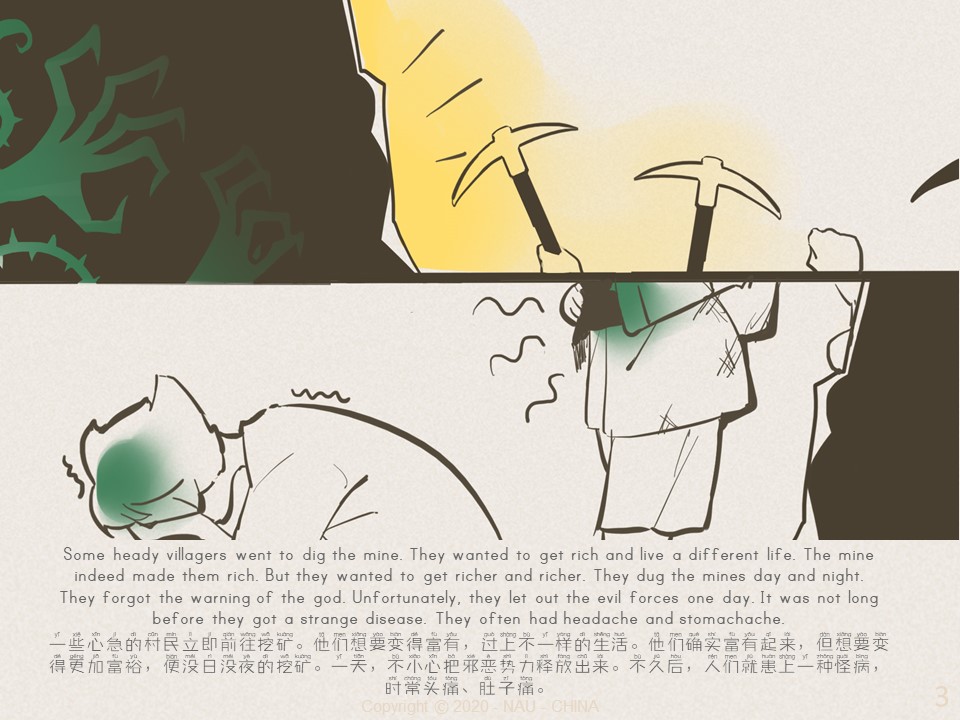 Some heady villagers went to dig the mine. They wanted to get rich and live a different life. The mine
indeed made them rich. But they wanted to get richer and richer. They dug the mines day and night.
They forgot the warning of the god. Unfortunately, they let out the evil forces one day. It was not long
before they got a strange disease. They often had headache and stomachache.
一些心急的村民立即前往挖矿。他们想要变得富有，过上不一样的生活。他们确实富有起来，但想要变
得更加富裕，便没日没夜的挖矿。一天，不小心把邪恶势力释放出来。不久后，人们就患上一种怪病，
时常头痛、肚子痛。
Copyright © 2020 - NAU - CHINA
3